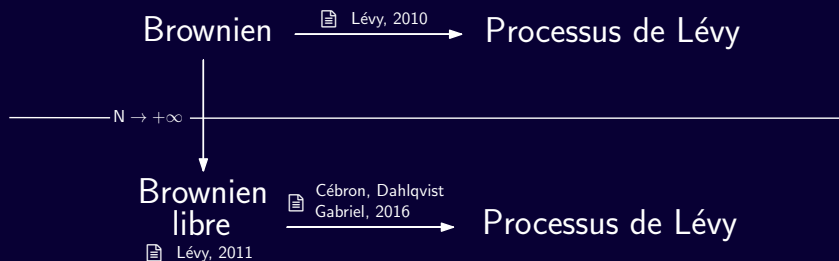 Lévy, 2010
Brownien
Processus de Lévy
N → +∞
Brownien
libre
Lévy, 2011
Cébron, Dahlqvist
Gabriel, 2016
Processus de Lévy